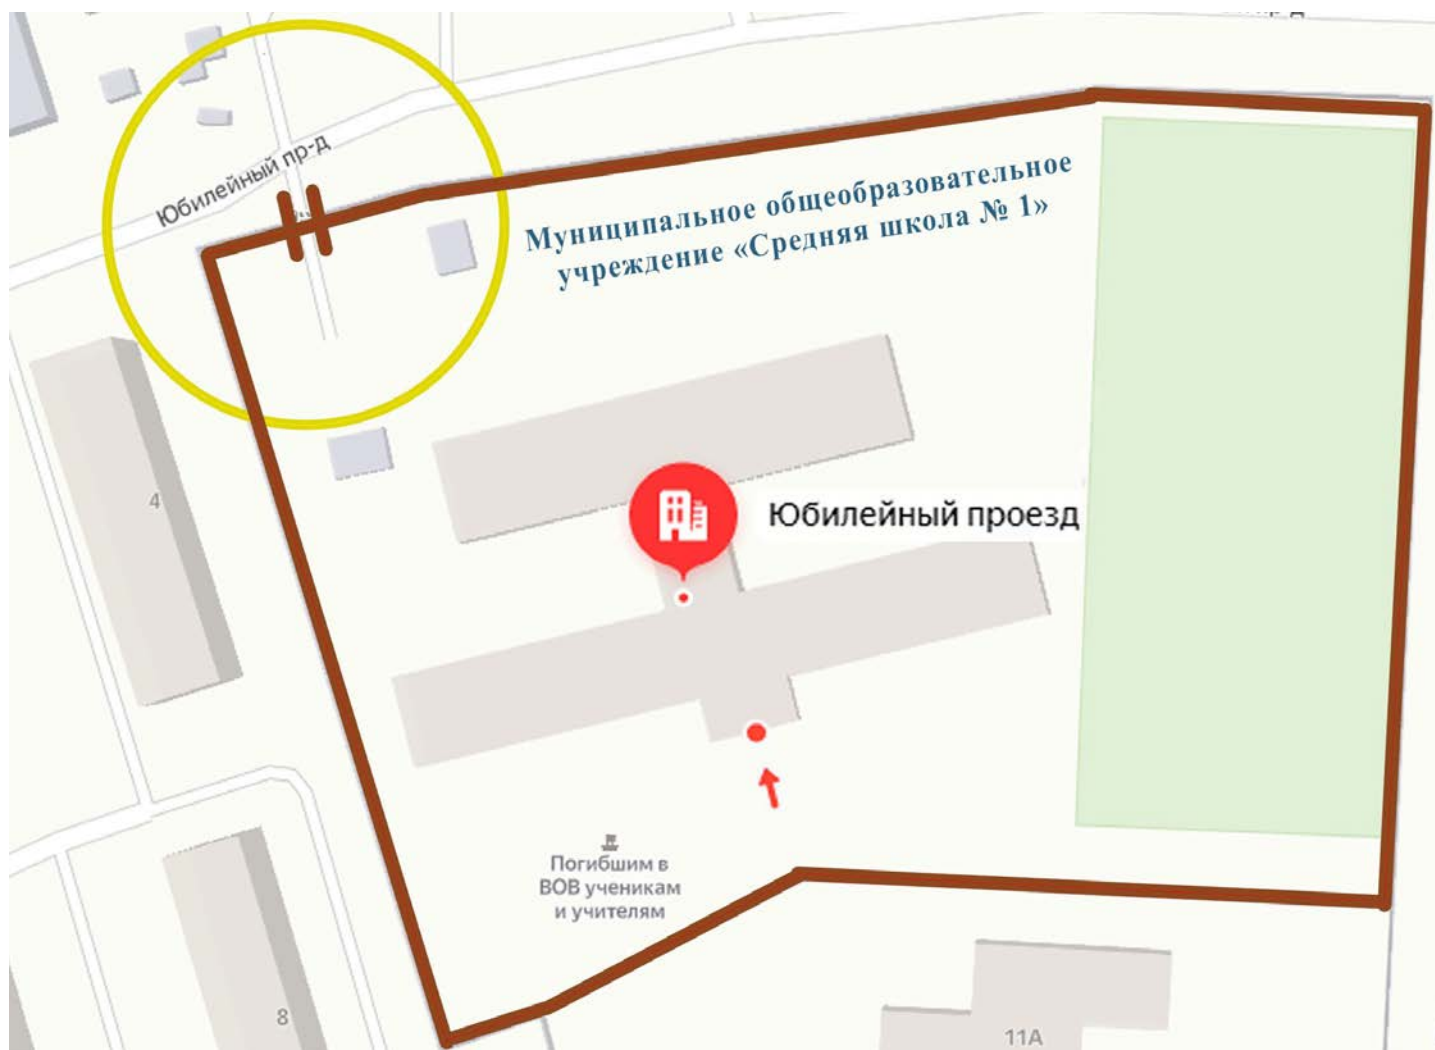 Юбилейный пр-д
Муниципальное общеобразовательное
учреждение «Средняя школа № 1»
4
Юбилейный проезд
Погибшим в
ВОВ ученикам
и учителям
8
11А